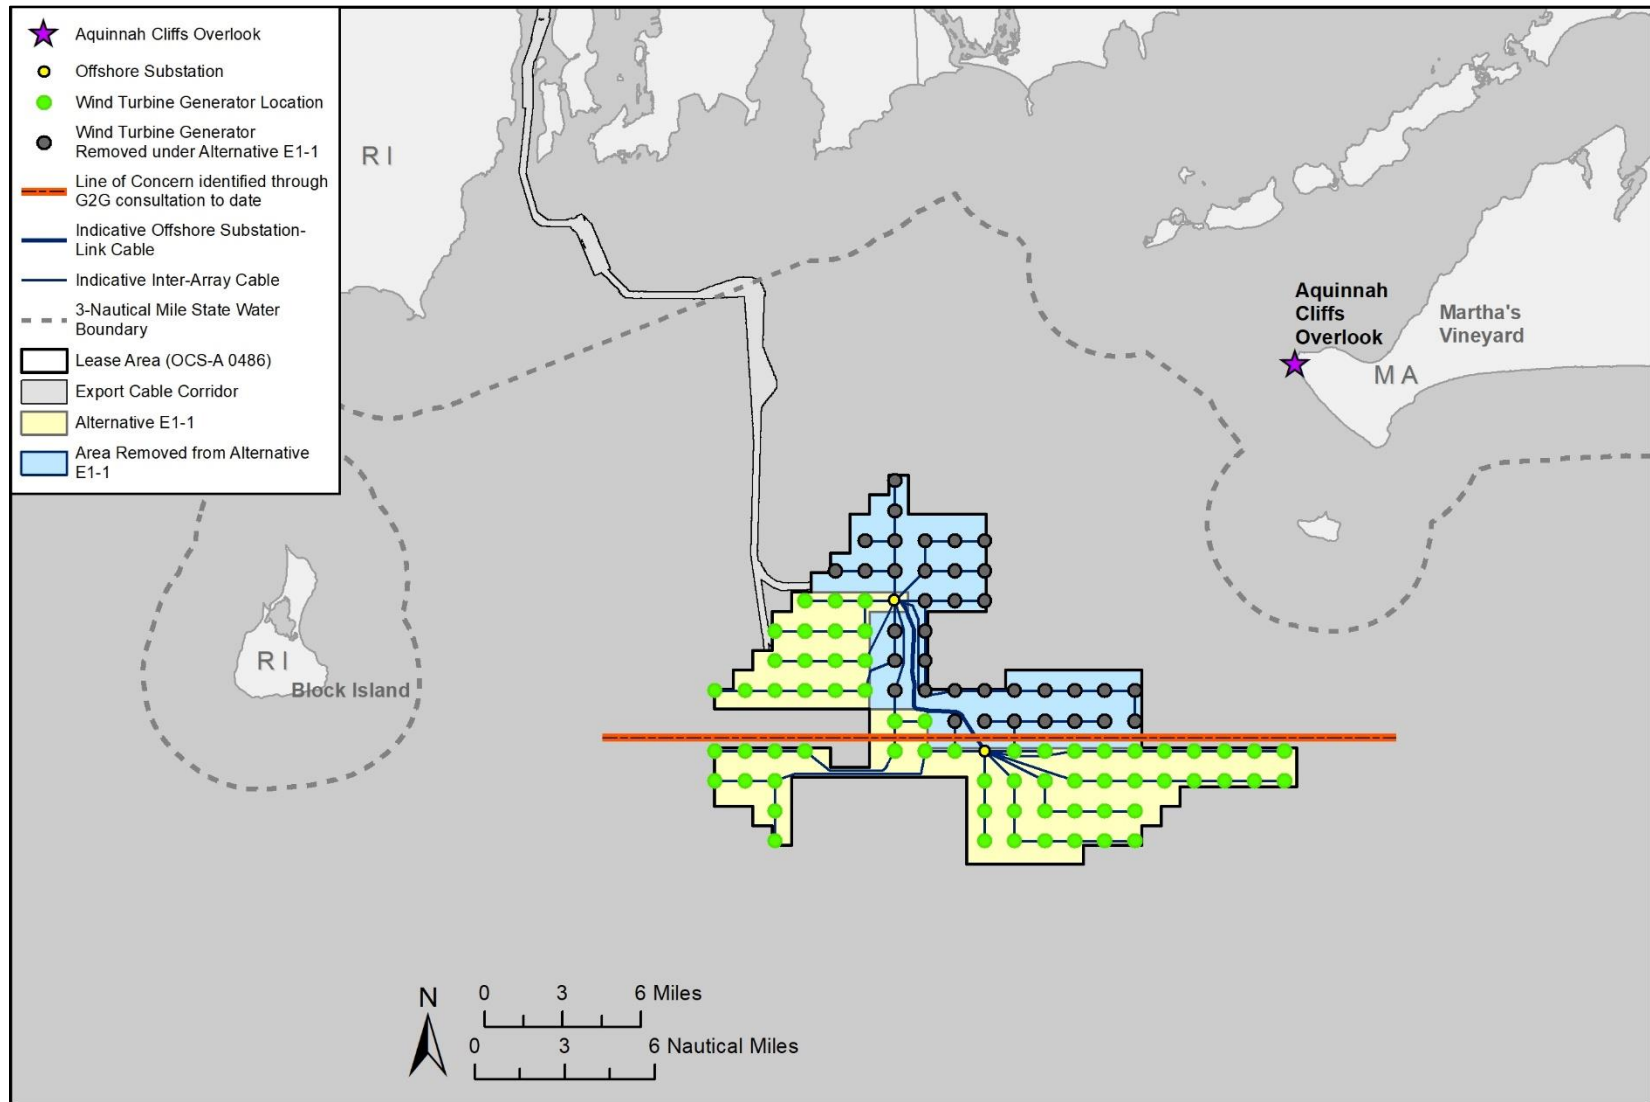 Aquinnah Cliffs Overlook
Offshore Substation
Wind Turbine Generator Location
Wind Turbine Generator
Removed under Alternative E1-1
Line of Concern identified through
G2G consultation to date
Indicative Offshore Substation-
Link Cable
Indicative Inter-Array Cable
3-Nautical Mile State Water
Boundary
Lease Area (OCS-A 0486)
Export Cable Corridor
Alternative E1-1
Area Removed from Alternative
E1-1
RI
Aquinnah
Cliffs
Overlook
Martha's
Vineyard
MA
RI
Block Island
N
0 3 6 Miles
0 3 6 Nautical Miles